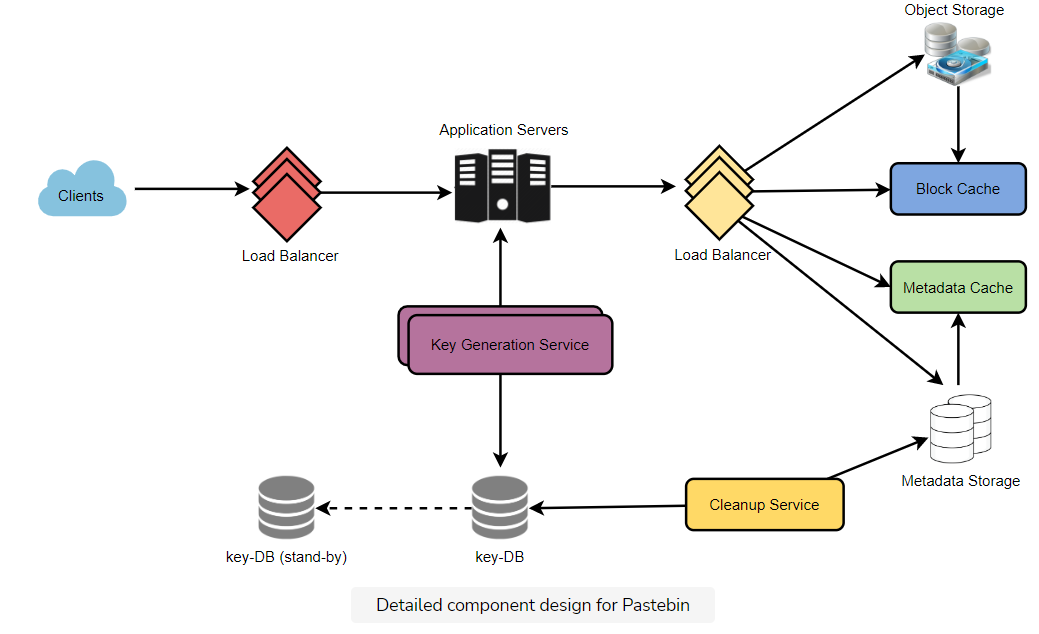 Object Storage
Application Servers
Clients
Block Cache
Load Balancer
Load Balancer
Metadata Cache
Key Generation Service
Metadata Storage
Cleanup Service
key-DB (stand-by)
key-DB
Detailed component design for Pastebin